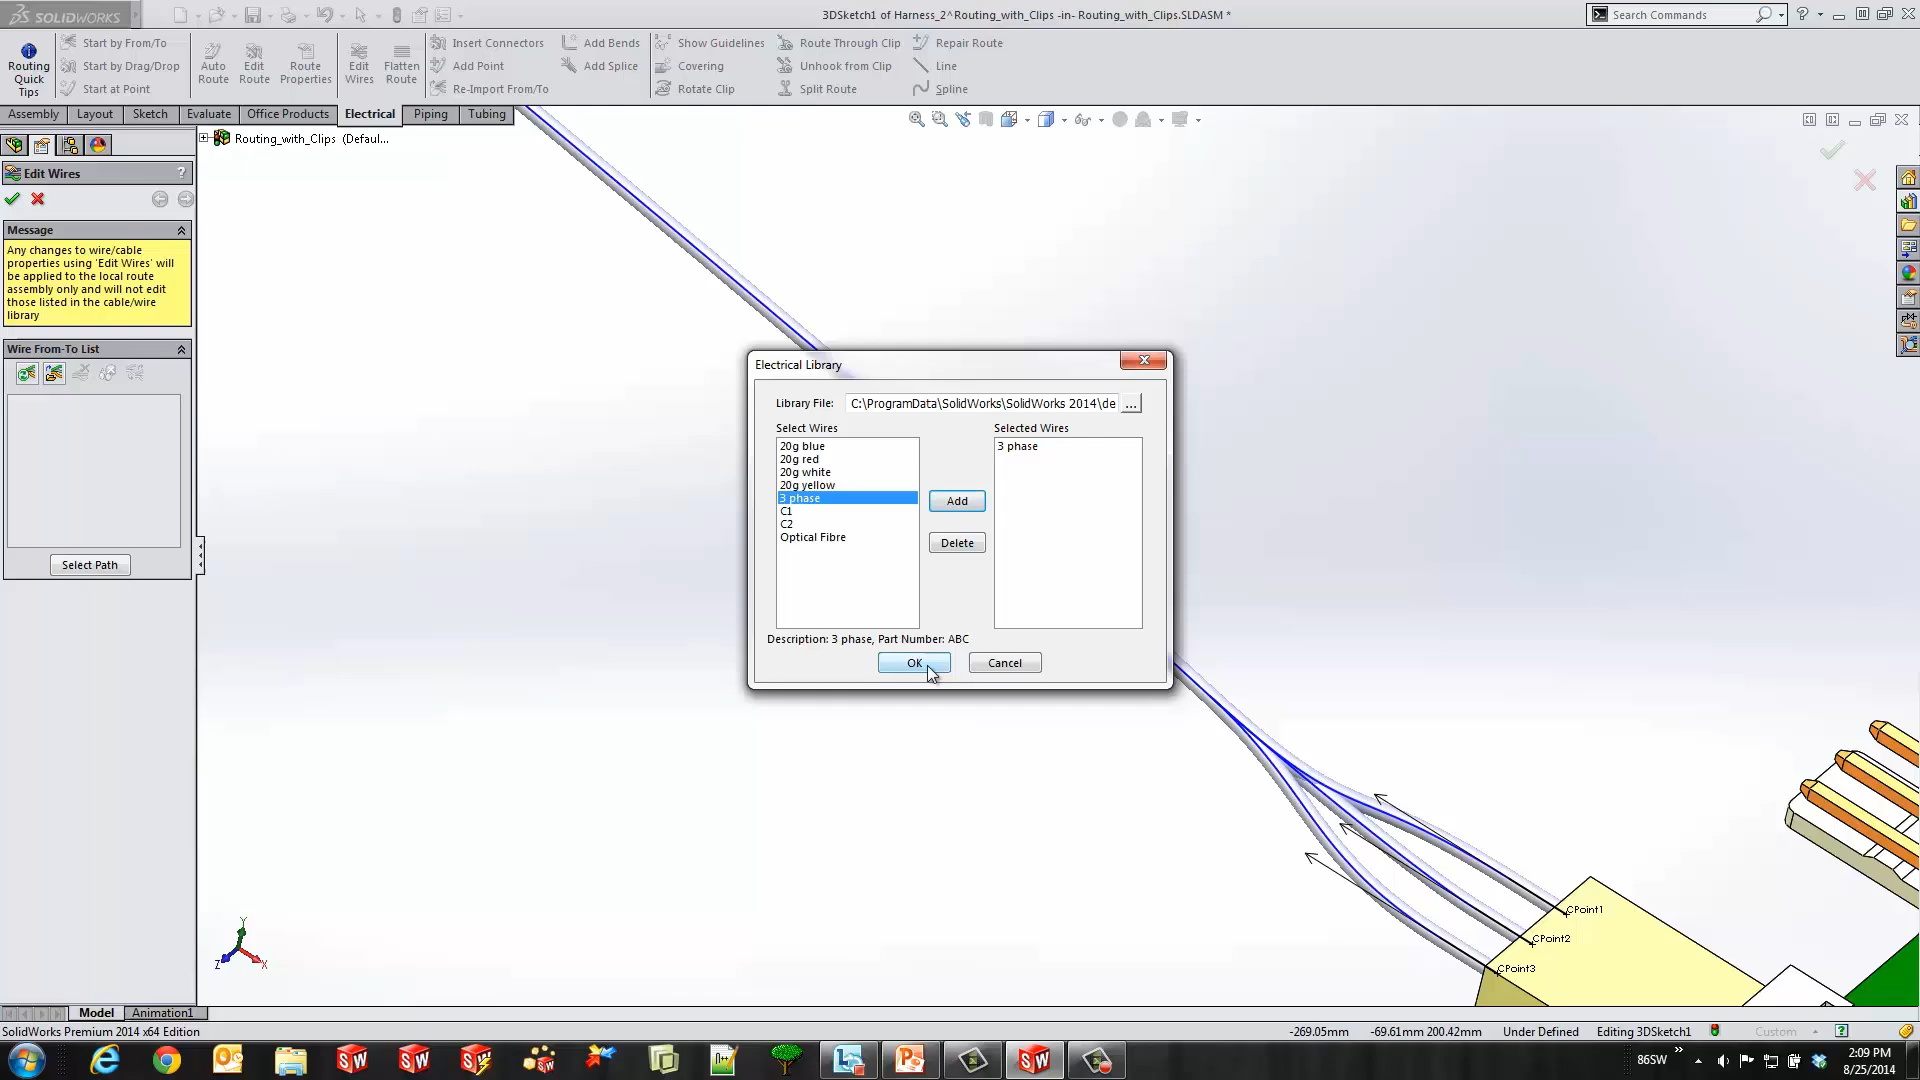 SOLIDWORKS
3DSketch1 of Harness_2^Routing_with_Clips -in- Routing_with_Clips.SLDASM *
Search Commands
Routing Quick Tips
Start by From/To
Start by Drag/Drop
Start at Point
Auto Route
Edit Route
Route Properties
Edit Wires
Flatten Route
Insert Connectors
Add Point
Re-Import From/To
Add Bends
Add Splice
Show Guidelines
Covering
Rotate Clip
Route Through Clip
Unhook from Clip
Split Route
Repair Route
Line
Spline
Assembly Layout Sketch Evaluate Office Products Electrical Piping Tubing
Routing_with_Clips (Defaul...
Edit Wires ?
Message
Any changes to wire/cable
properties using 'Edit Wires' will
be applied to the local route
assembly only and will not edit
those listed in the cable/wire
library
Wire From-To List
Select Path
Electrical Library
Library File: C:\ProgramData\SolidWorks\SolidWorks 2014\de ...
Select Wires
20g blue
20g red
20g white
20g yellow
3 phase
C1
C2
Optical Fibre
Add
Delete
Selected Wires
3 phase
Description: 3 phase, Part Number: ABC
OK Cancel
CPoint1
CPoint2
CPoint3
Y
Z X
Model Animation1
SolidWorks Premium 2014 x64 Edition
-269.05mm -69.61mm 200.42mm Under Defined Editing 3DSketch1 Custom
86SW
2:09 PM
8/25/2014